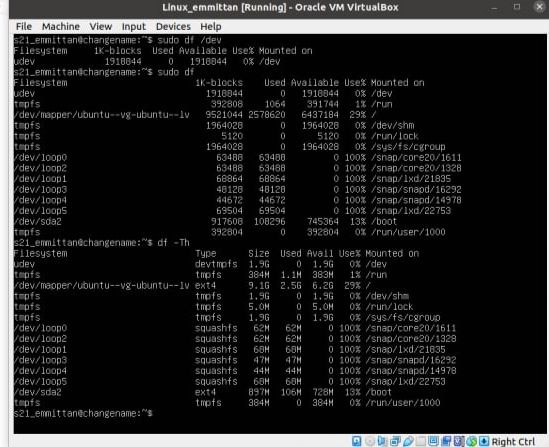 Linux_emmittan [Running] - Oracle VM VirtualBox
File Machine View Input Devices Help
s21_emmittan@changename:~$ sudo df /dev
Filesystem 1K-blocks Used Available Use% Mounted on
udev 1918844 0 1918844 0% /dev
s21_emmittan@changename:~$ sudo df
Filesystem 1K-blocks Used Available Use% Mounted on
udev 1918844 0 1918844 0% /dev
tmpfs 392808 1064 391744 1% /run
/dev/mapper/ubuntu--vg-ubuntu--lv 9521044 2578620 6437184 29% /
tmpfs 1964028 0 1964028 0% /dev/shm
tmpfs 5120 0 5120 0% /run/lock
tmpfs 1964028 0 1964028 0% /sys/fs/cgroup
/dev/loop0 63488 63488 0 100% /snap/core20/1611
/dev/loop2 63488 63488 0 100% /snap/core20/1328
/dev/loop1 68864 68864 0 100% /snap/lxd/21835
/dev/loop3 48128 48128 0 100% /snap/snapd/16292
/dev/loop4 44672 44672 0 100% /snap/snapd/14978
/dev/loop5 69504 69504 0 100% /snap/lxd/22753
/dev/sda2 917608 108296 745364 13% /boot
tmpfs 392804 0 392804 0% /run/user/1000
s21_emmittan@changename:~$ df -Th
Filesystem Type Size Used Avail Use% Mounted on
udev devtmpfs 1.9G 0 1.9G 0% /dev
tmpfs tmpfs 384M 1.1M 383M 1% /run
/dev/mapper/ubuntu--vg-ubuntu--lv ext4 9.1G 2.5G 6.2G 29% /
tmpfs tmpfs 1.9G 0 1.9G 0% /dev/shm
tmpfs tmpfs 5.0M 0 5.0M 0% /run/lock
tmpfs tmpfs 1.9G 0 1.9G 0% /sys/fs/cgroup
/dev/loop0 squashfs 62M 62M 0 100% /snap/core20/1611
/dev/loop2 squashfs 62M 62M 0 100% /snap/core20/1328
/dev/loop1 squashfs 68M 68M 0 100% /snap/lxd/21835
/dev/loop3 squashfs 47M 47M 0 100% /snap/snapd/16292
/dev/loop4 squashfs 44M 44M 0 100% /snap/snapd/14978
/dev/loop5 squashfs 68M 68M 0 100% /snap/lxd/22753
/dev/sda2 ext4 897M 106M 728M 13% /boot
tmpfs tmpfs 384M 0 384M 0% /run/user/1000
s21_emmittan@changename:~$
Right Ctrl